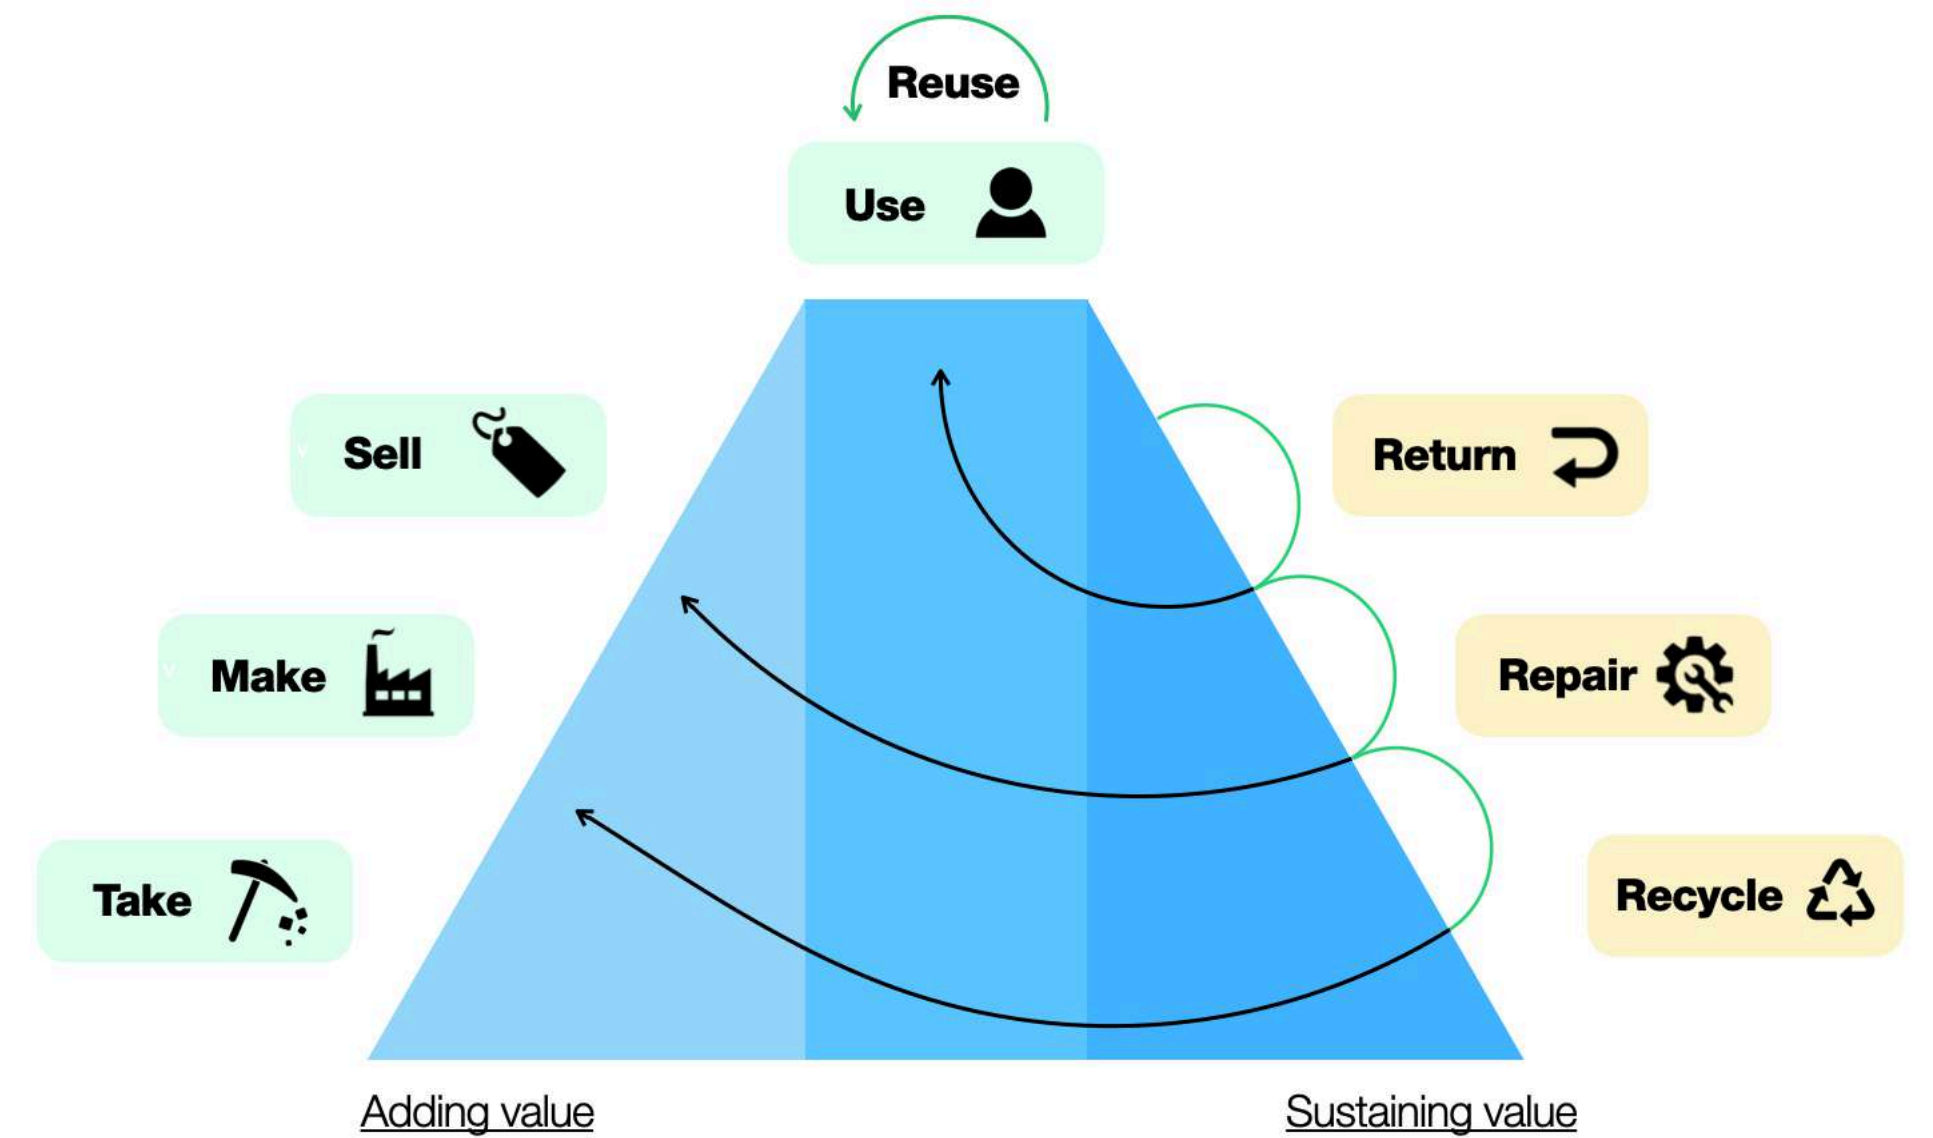 Reuse
Use
Sell
Return
Make
Repair
Take
Recycle
Adding value
Sustaining value